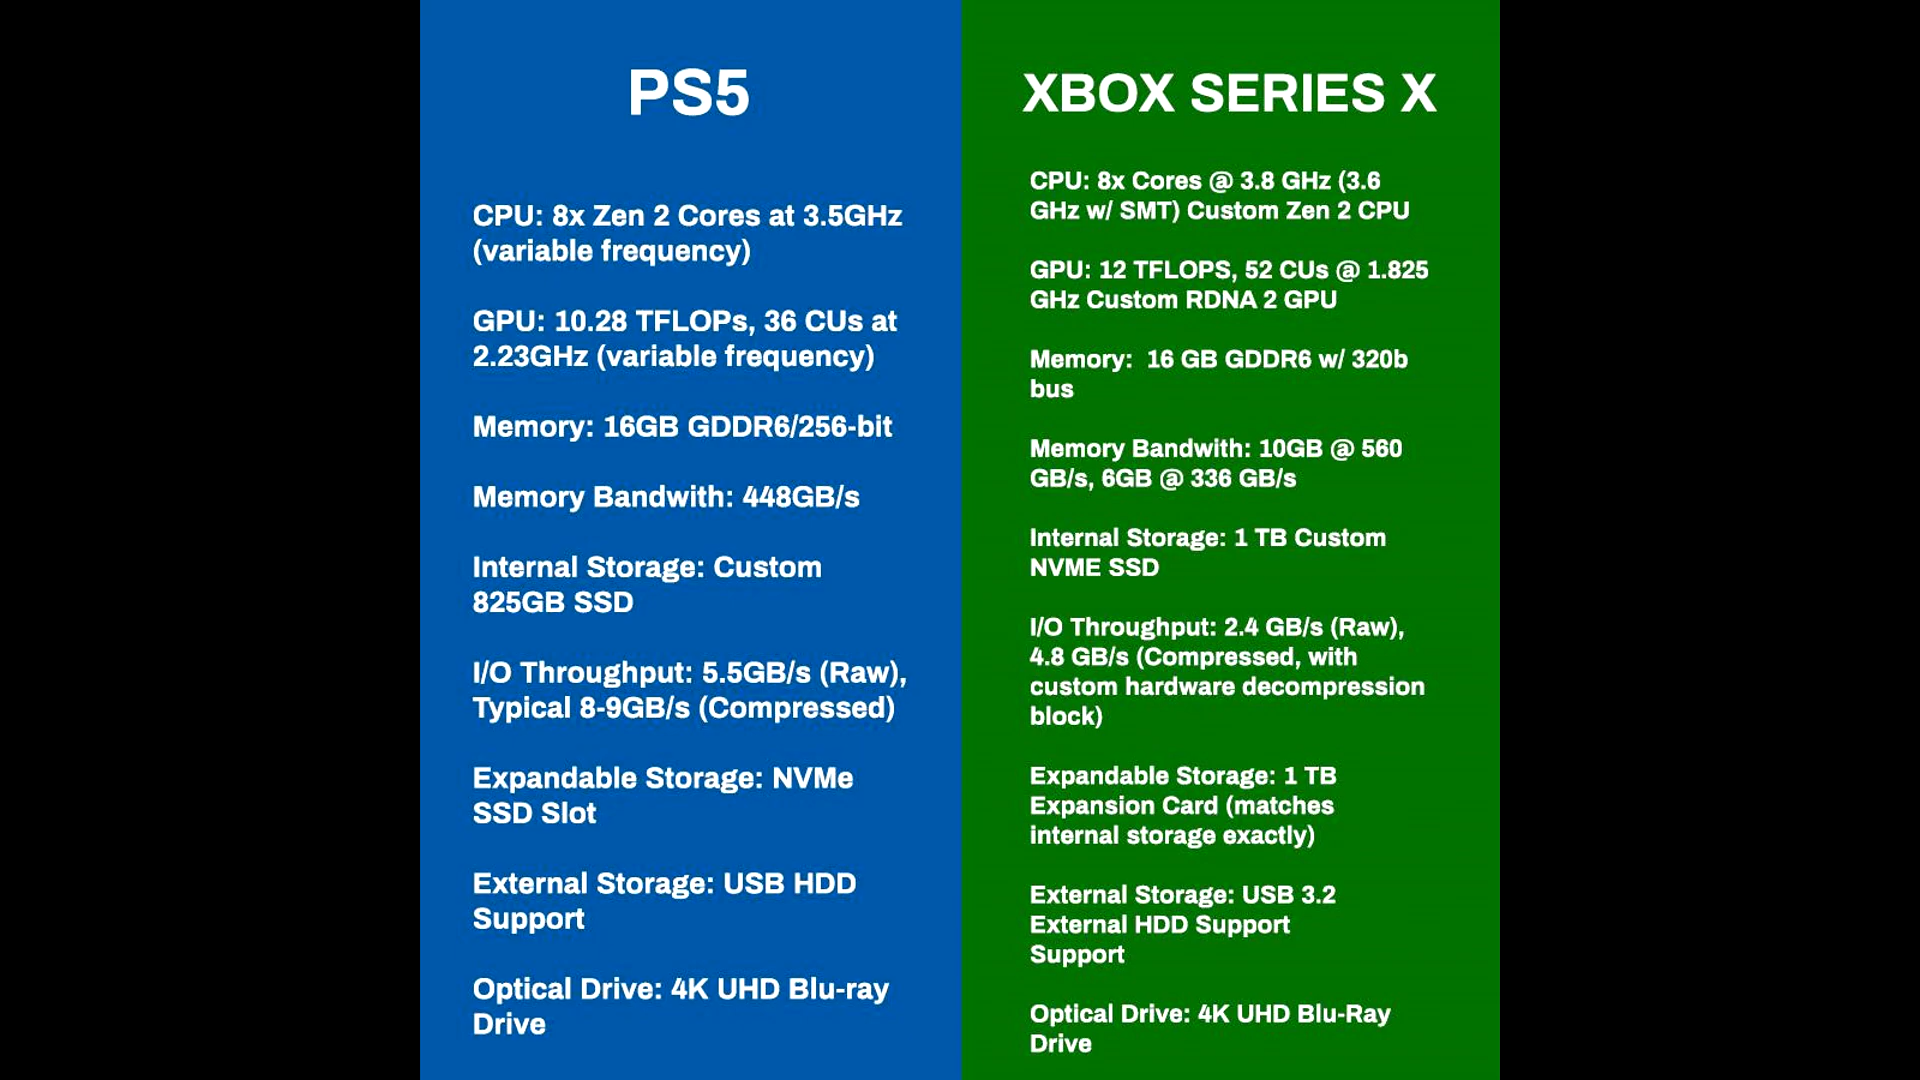 PS5
CPU: 8x Zen 2 Cores at 3.5GHz
(variable frequency)
GPU: 10.28 TFLOPs, 36 CUs at
2.23GHz (variable frequency)
Memory: 16GB GDDR6/256-bit
Memory Bandwith: 448GB/s
Internal Storage: Custom
825GB SSD
I/O Throughput: 5.5GB/s (Raw),
Typical 8-9GB/s (Compressed)
Expandable Storage: NVMe
SSD Slot
External Storage: USB HDD
Support
Optical Drive: 4K UHD Blu-ray
Drive
XBOX SERIES X
CPU: 8x Cores @ 3.8 GHz (3.6
GHz w/ SMT) Custom Zen 2 CPU
GPU: 12 TFLOPS, 52 CUs @ 1.825
GHz Custom RDNA 2 GPU
Memory:  16 GB GDDR6 w/ 320b
bus
Memory Bandwith: 10GB @ 560
GB/s, 6GB @ 336 GB/s
Internal Storage: 1 TB Custom
NVME SSD
I/O Throughput: 2.4 GB/s (Raw),
4.8 GB/s (Compressed, with
custom hardware decompression
block)
Expandable Storage: 1 TB
Expansion Card (matches
internal storage exactly)
External Storage: USB 3.2
External HDD Support
Support
Optical Drive: 4K UHD Blu-Ray
Drive